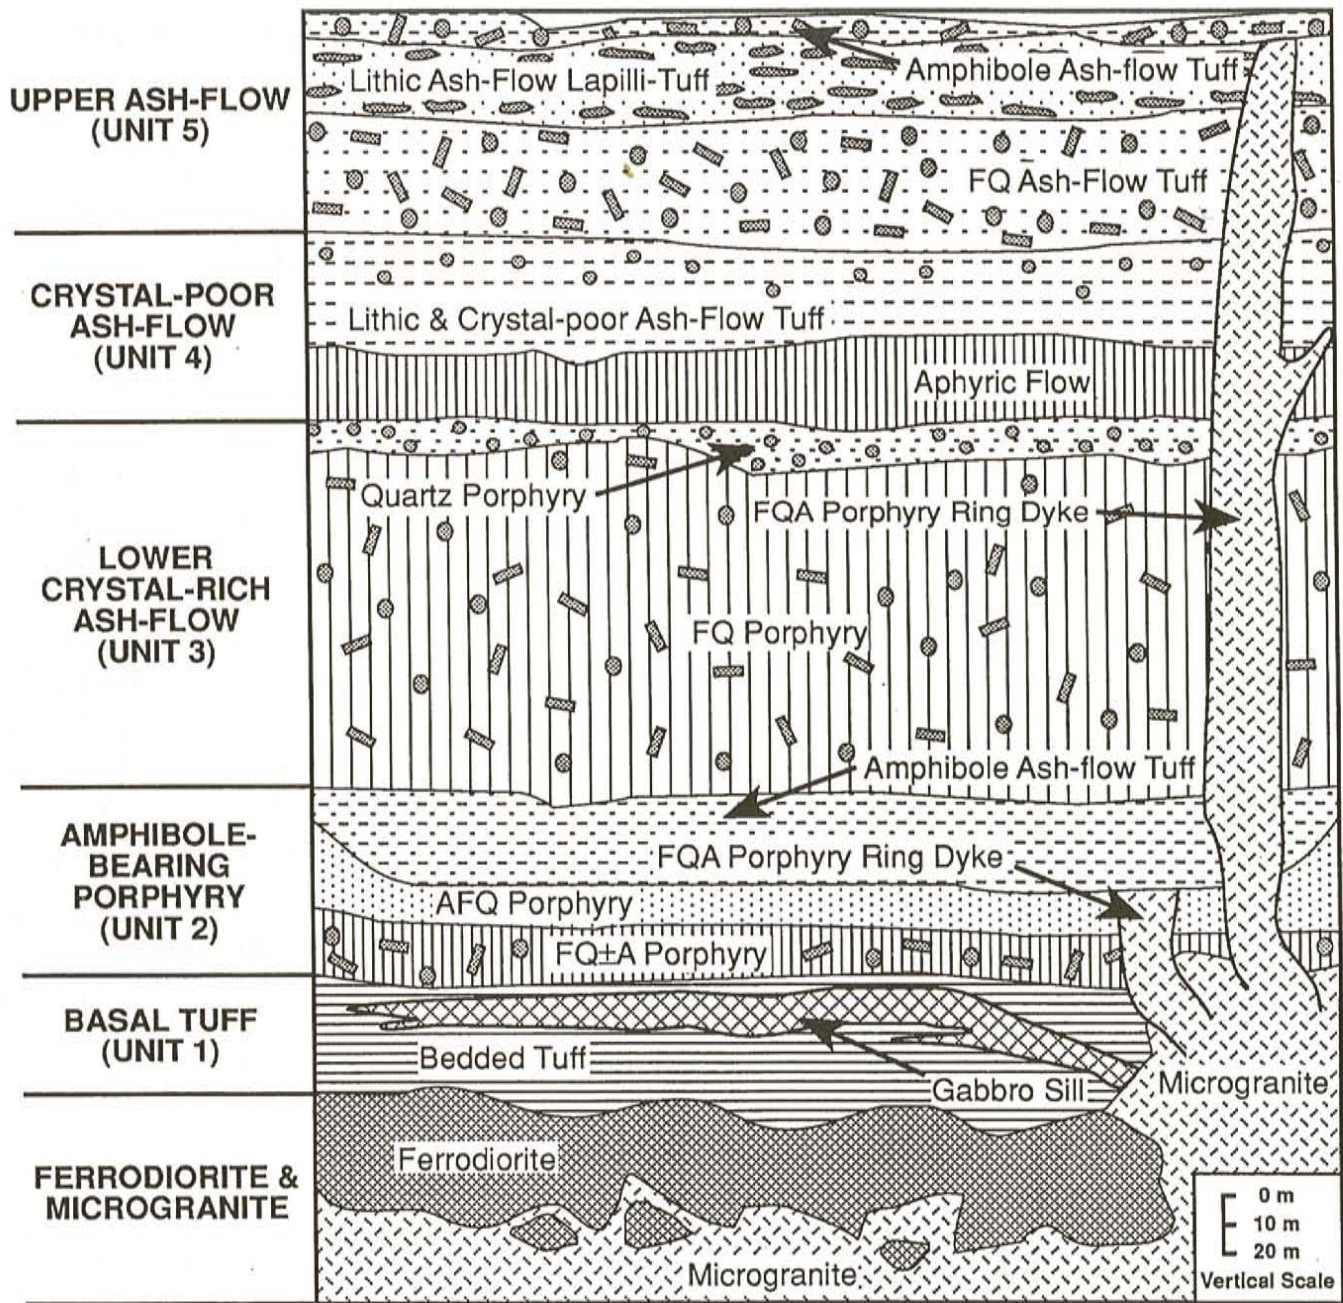 UPPER ASH-FLOW
(UNIT 5)
Lithic Ash-Flow Lapilli-Tuff
Amphibole Ash-flow Tuff
FQ Ash-Flow Tuff
CRYSTAL-POOR
ASH-FLOW
(UNIT 4)
Lithic & Crystal-poor Ash-Flow Tuff
Aphyric Flow
LOWER
CRYSTAL-RICH
ASH-FLOW
(UNIT 3)
Quartz Porphyry
FQA Porphyry Ring Dyke
FQ Porphyry
Amphibole Ash-flow Tuff
AMPHIBOLE-
BEARING
PORPHYRY
(UNIT 2)
FQA Porphyry Ring Dyke
AFQ Porphyry
FQ±A Porphyry
BASAL TUFF
(UNIT 1)
Bedded Tuff
Gabbro Sill
Microgranite
FERRODIORITE &
MICROGRANITE
Ferrodiorite
Microgranite
0 m
10 m
20 m
Vertical Scale